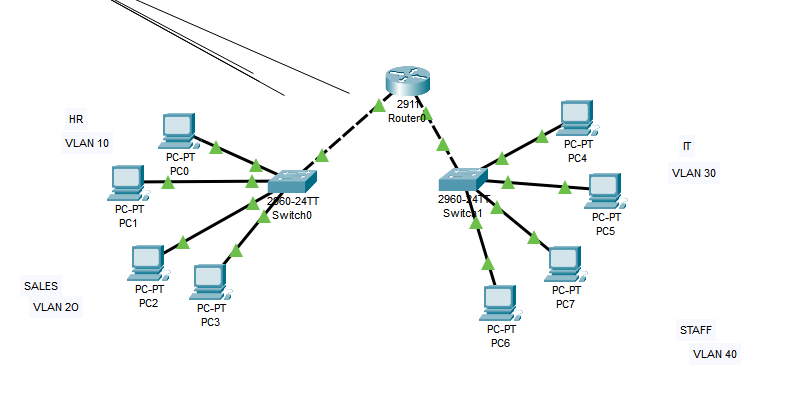 2911
Router0
HR
VLAN 10
PC-PT
PC0
PC-PT
PC1
2960-24TT
Switch0
PC-PT
PC2
PC-PT
PC3
SALES
VLAN 2O
PC-PT
PC4
IT
VLAN 30
2960-24TT
Switch1
PC-PT
PC5
PC-PT
PC7
PC-PT
PC6
STAFF
VLAN 40